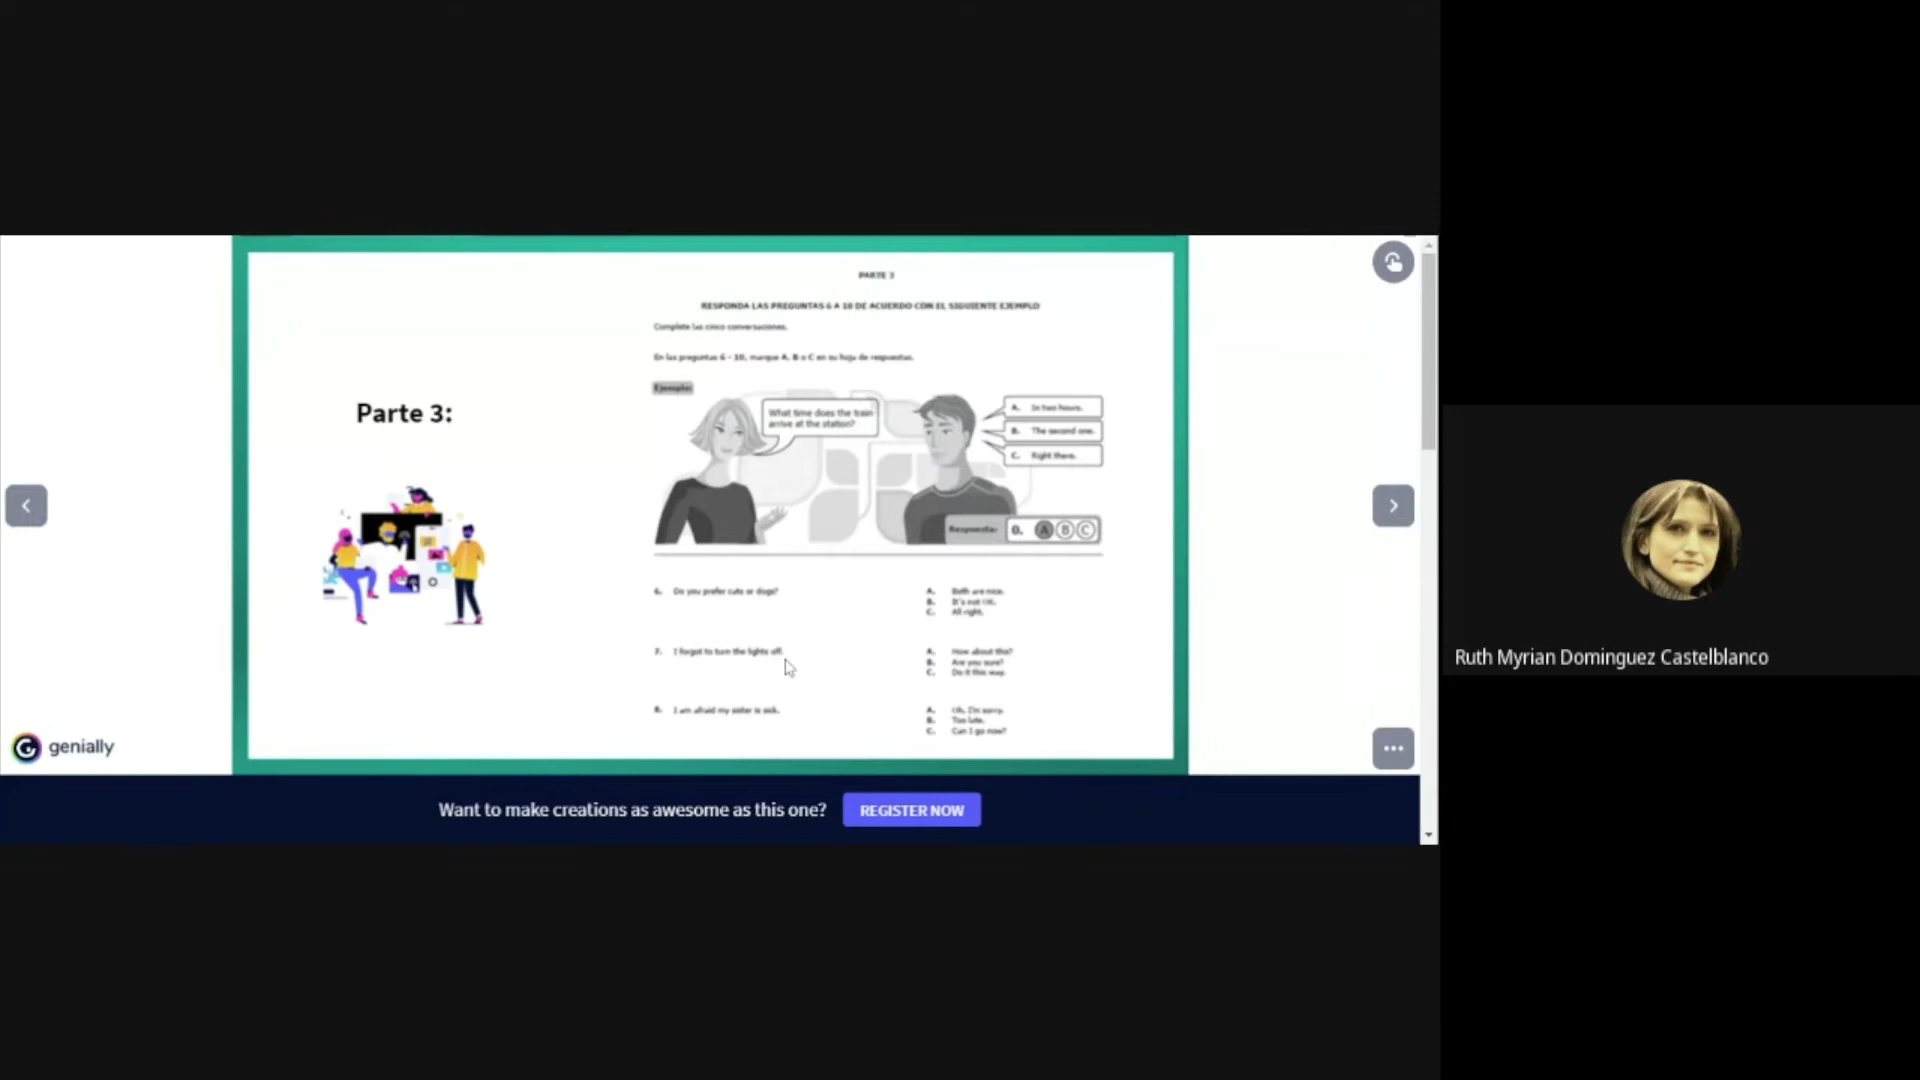 PARTE 3
RESPONDA LAS PREGUNTAS 6 A 10 DE ACUERDO CON EL SIGUIENTE EJEMPLO
Complete las cinco conversaciones.
En las preguntas 6 - 10, marque A, B o C en su hoja de respuestas.
Ejemplo:
Parte 3:
What time does the train
arrive at the station?
A. In two hours.
B. The second one.
C. Right there.
Respuesta: 0. A B C
6. Do you prefer cats or dogs?
A. Both are nice.
B. It's not OK.
C. All right.
7. I forgot to turn the lights off.
A. How about this?
B. Are you sure?
C. Do it this way.
8. I am afraid my sister is sick.
A. Oh, I'm sorry.
B. Too late.
C. Can I go now?
genially
Want to make creations as awesome as this one? REGISTER NOW
Ruth Myrian Dominguez Castelblanco